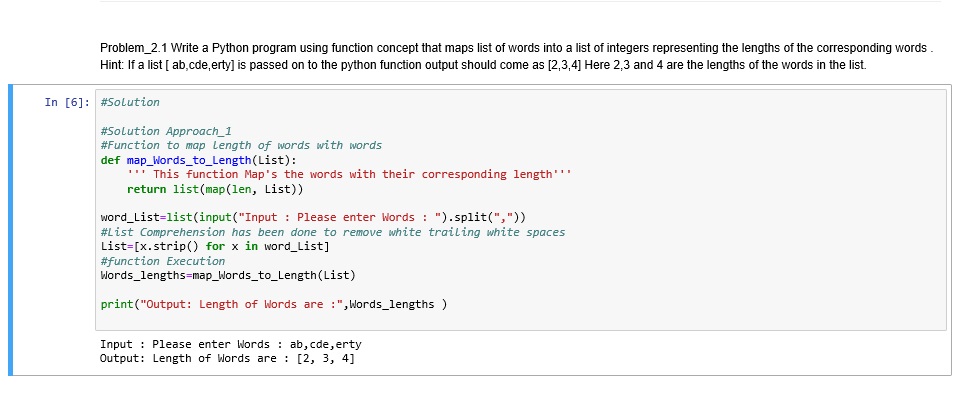 Problem_2.1 Write a Python program using function concept that maps list of words into a list of integers representing the lengths of the corresponding words .
Hint: If a list [ ab,cde,erty] is passed on to the python function output should come as [2,3,4] Here 2,3 and 4 are the lengths of the words in the list.
In [6]: #Solution
#Solution Approach_1
#Function to map length of words with words
def map_Words_to_Length(List):
    ''' This function Map's the words with their corresponding length'''
    return list(map(len, List))
word_List=list(input("Input : Please enter Words : ").split(","))
#List Comprehension has been done to remove white trailing white spaces
List=[x.strip() for x in word_List]
#function Execution
Words_lengths=map_Words_to_Length(List)
print("Output: Length of Words are :",Words_lengths )
Input : Please enter Words : ab,cde,erty
Output: Length of Words are : [2, 3, 4]